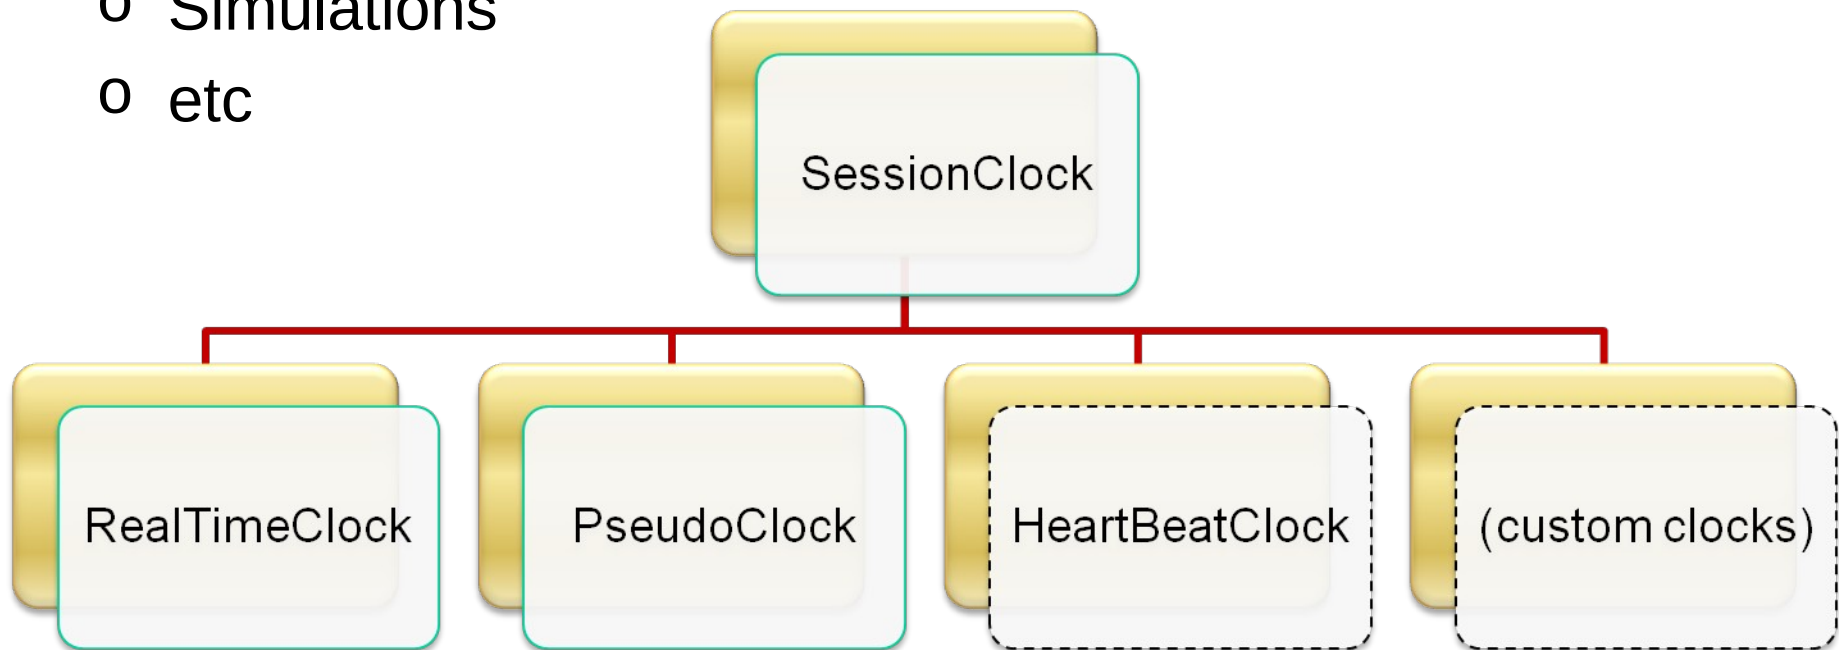 o Simulations
o etc
SessionClock
RealTimeClock
PseudoClock
HeartBeatClock
(custom clocks)